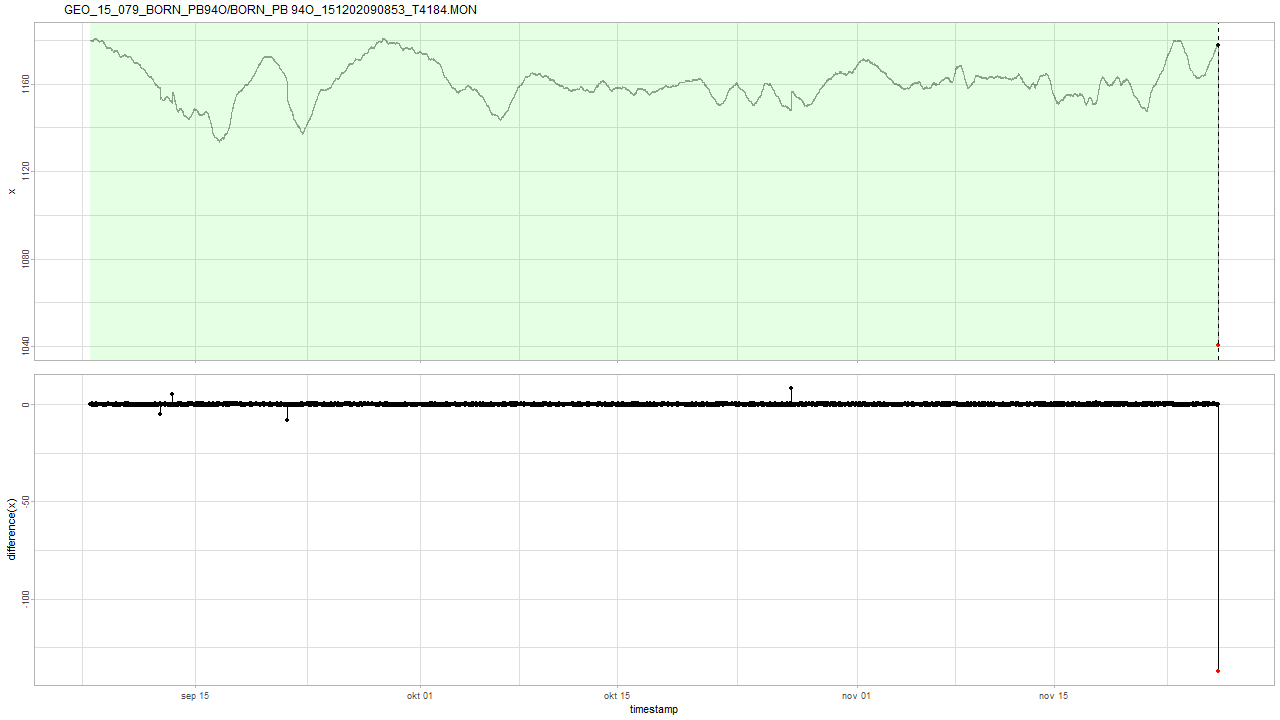 GEO_15_079_BORN_PB94O/BORN_PB 94O_151202090853_T4184.MON
1160
1120
1080
1040
x
0
-50
-100
difference(x)
sep 15
okt 01
okt 15
nov 01
nov 15
timestamp